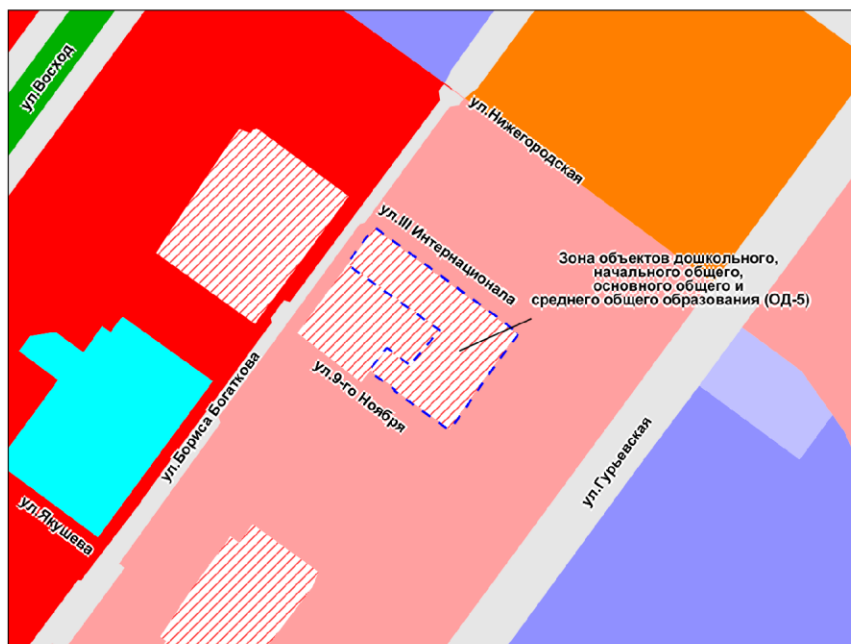 ул.Восход
ул.Нижегородская
ул.III Интернационала
Зона объектов дошкольного,
начального общего,
основного общего и
среднего общего образования (ОД-5)
ул.9-го Ноября
ул.Бориса Богаткова
ул.Гурьевская
ул.Якушева